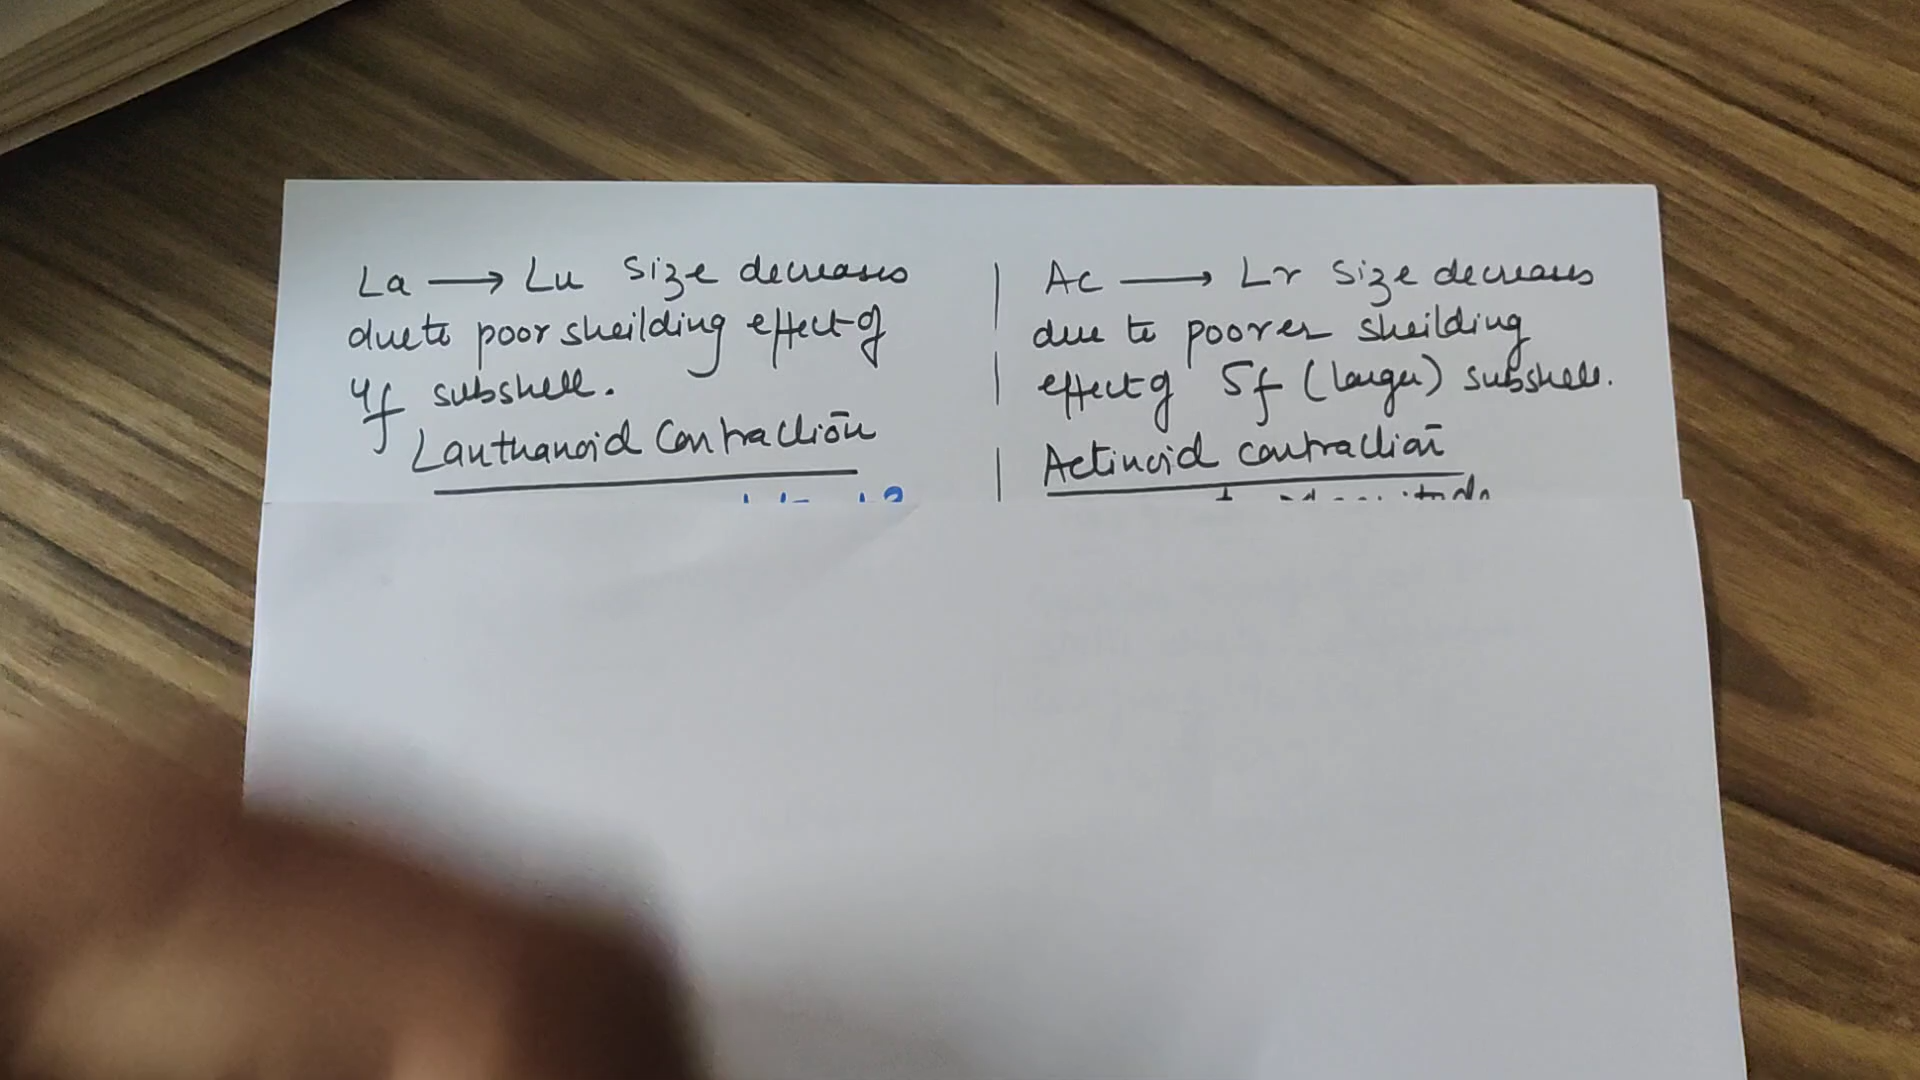 La → Lu Size decreases
due to poor sheilding effect of
4f subshell.
Lanthanoid Contraction
Ac → Lr Size decreases
due to poorer sheilding
effect of 5f (larger) subshell.
Actinoid contraction